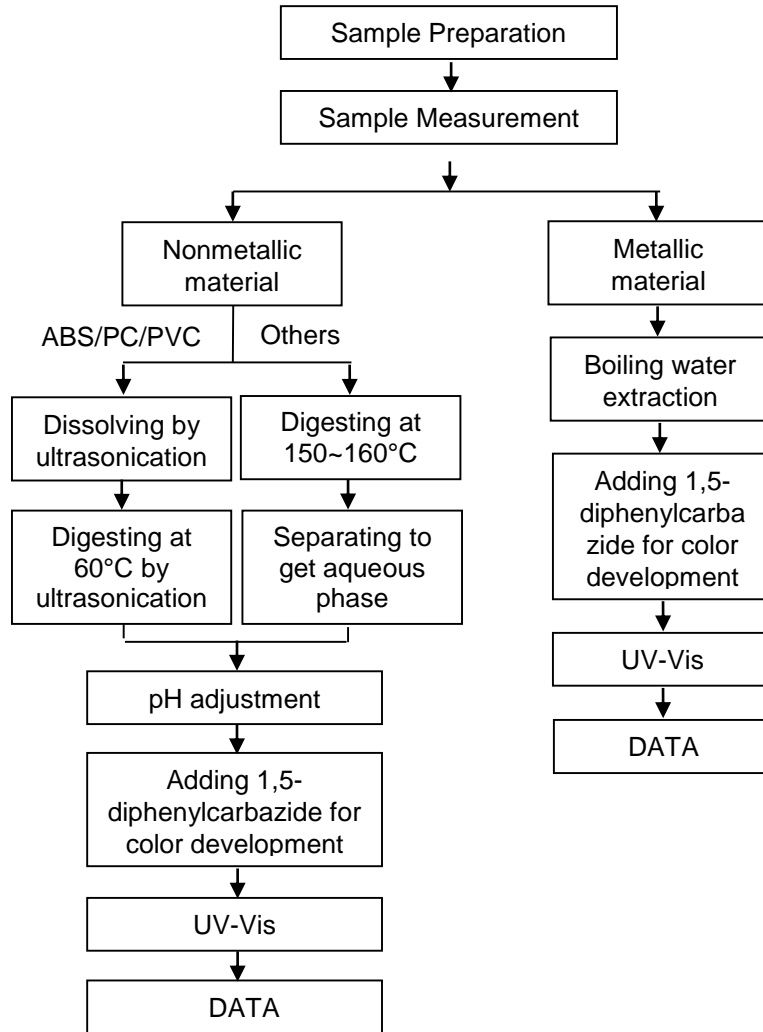 Sample Preparation
Sample Measurement
Nonmetallic
material
Metallic
material
ABS/PC/PVC
Others
Boiling water
extraction
Dissolving by
ultrasonication
Digesting at
150~160°C
Adding 1,5-
diphenylcarba
zide for color
development
Digesting at
60°C by
ultrasonication
Separating to
get aqueous
phase
UV-Vis
pH adjustment
DATA
Adding 1,5-
diphenylcarbazide for
color development
UV-Vis
DATA